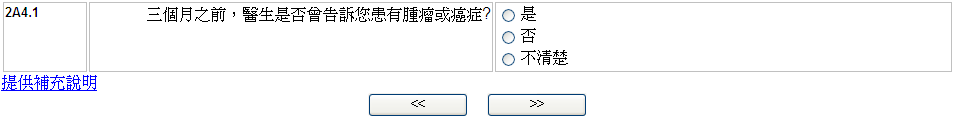 2A4.1 三個月之前，醫生是否曾告訴您患有腫瘤或癌症? 是
否
不清楚
提供補充說明
<< >>